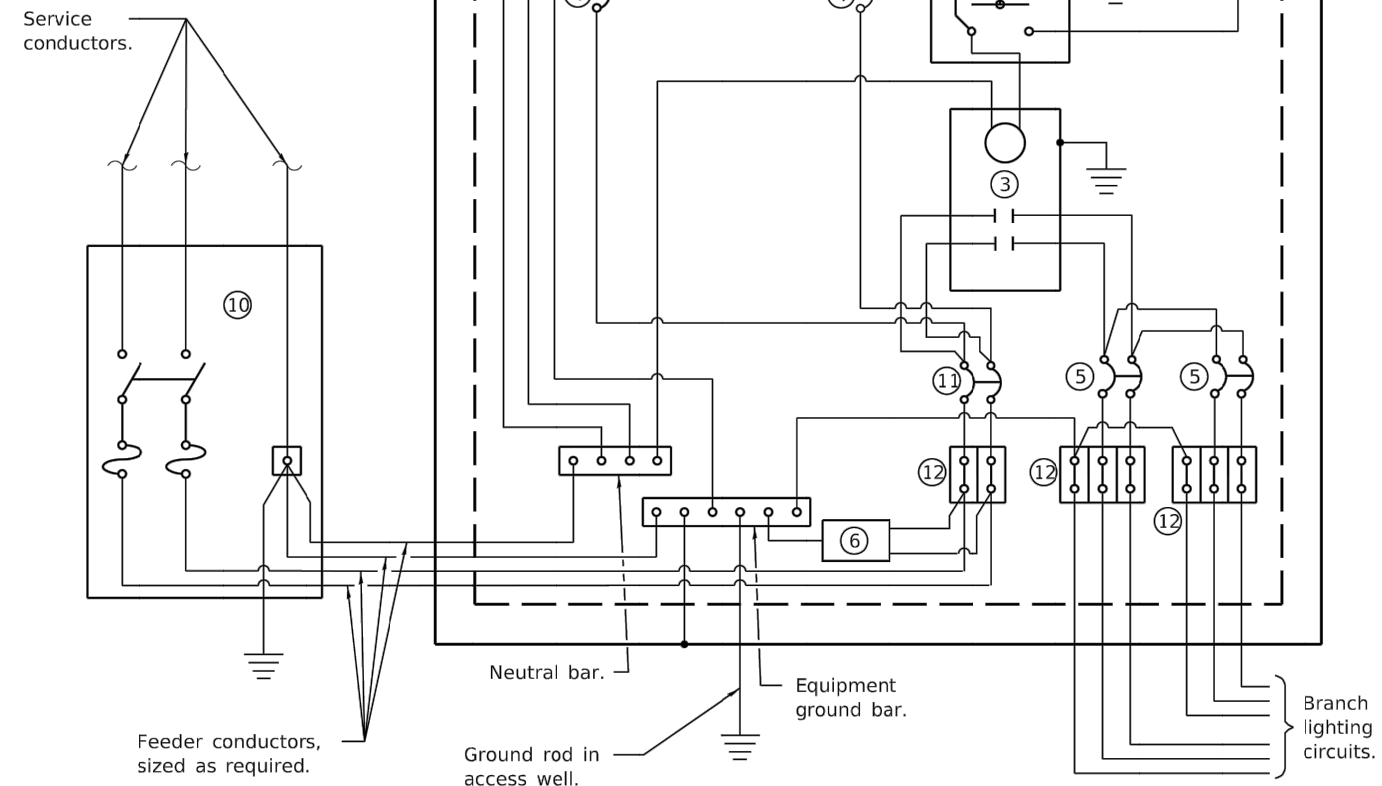 Service
conductors.
3
10
11
5
5
12
12
12
6
Neutral bar.
Equipment
ground bar.
Branch
lighting
circuits.
Feeder conductors,
sized as required.
Ground rod in
access well.